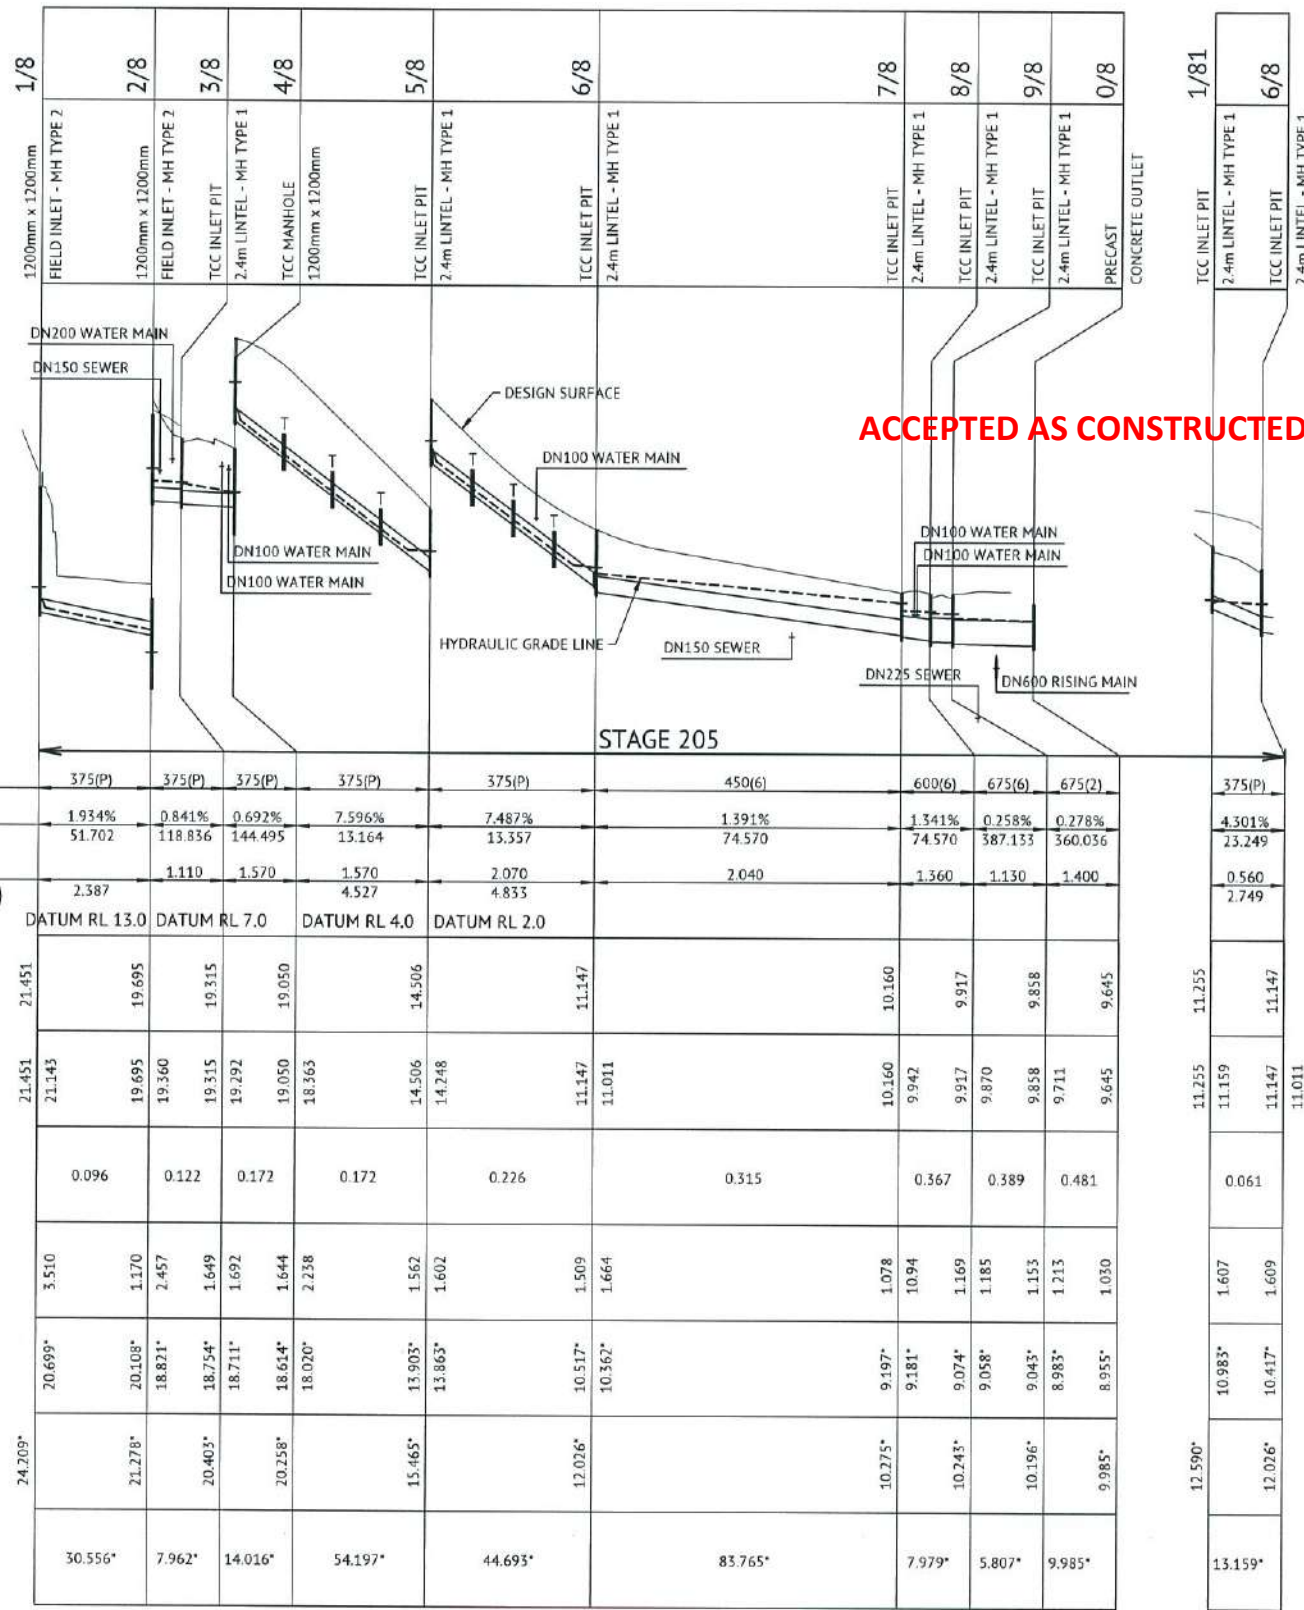 1/8 2/8 3/8 4/8 5/8 6/8 7/8 8/8 9/8 0/8 1/81 6/8
1200mm x 1200mm
FIELD INLET - MH TYPE 2
1200mm x 1200mm
FIELD INLET - MH TYPE 2
TCC INLET PIT
2.4m LINTEL - MH TYPE 1
TCC MANHOLE
1200mm x 1200mm
TCC INLET PIT
2.4m LINTEL - MH TYPE 1
TCC INLET PIT
2.4m LINTEL - MH TYPE 1
TCC INLET PIT
2.4m LINTEL - MH TYPE 1
TCC INLET PIT
2.4m LINTEL - MH TYPE 1
TCC INLET PIT
2.4m LINTEL - MH TYPE 1
PRECAST
CONCRETE OUTLET
TCC INLET PIT
2.4m LINTEL - MH TYPE 1
TCC INLET PIT
2.4m LINTEL - MH TYPE 1
DN200 WATER MAIN
DN150 SEWER
DESIGN SURFACE
ACCEPTED AS CONSTRUCTED
DN100 WATER MAIN
DN100 WATER MAIN
DN100 WATER MAIN
DN100 WATER MAIN
DN100 WATER MAIN
HYDRAULIC GRADE LINE
DN150 SEWER
DN225 SEWER
DN600 RISING MAIN
T T T T T T
STAGE 205
375(P) 375(P) 375(P) 375(P) 375(P) 450(6) 600(6) 675(6) 675(2) 375(P)
1.934% 0.841% 0.692% 7.596% 7.487% 1.391% 1.341% 0.258% 0.278% 4.301%
51.702 118.836 144.495 13.164 13.357 74.570 74.570 387.133 360.036 23.249
1.110 1.570 1.570 2.070 2.040 1.360 1.130 1.400 0.560
2.387 4.527 4.833 2.749
)
DATUM RL 13.0 DATUM RL 7.0 DATUM RL 4.0 DATUM RL 2.0
21.451 19.695 19.315 19.050 14.506 11.147 10.160 9.917 9.858 9.645 11.255 11.147
21.451 21.143 19.695 19.360 19.315 19.292 19.050 18.363 14.506 14.248 11.147 11.011 10.160 9.942 9.917 9.870 9.858 9.711 9.645 11.255 11.159 11.147 11.011
0.096 0.122 0.172 0.172 0.226 0.315 0.367 0.389 0.481 0.061
3.510 1.170 2.457 1.649 1.692 1.644 2.238 1.562 1.602 1.509 1.664 1.078 10.94 1.169 1.185 1.153 1.213 1.030 1.607 1.609
20.699* 20.108* 18.821* 18.754* 18.711* 18.614* 18.020* 13.903* 13.863* 10.517* 10.362* 9.197* 9.181* 9.074* 9.058* 9.043* 8.983* 8.955* 10.983* 10.417*
24.209* 21.278* 20.403* 20.258* 15.465* 12.026* 10.275* 10.243* 10.196* 9.985* 12.590* 12.026*
30.556* 7.962* 14.016* 54.197* 44.693* 83.765* 7.979* 5.807* 9.985* 13.159*